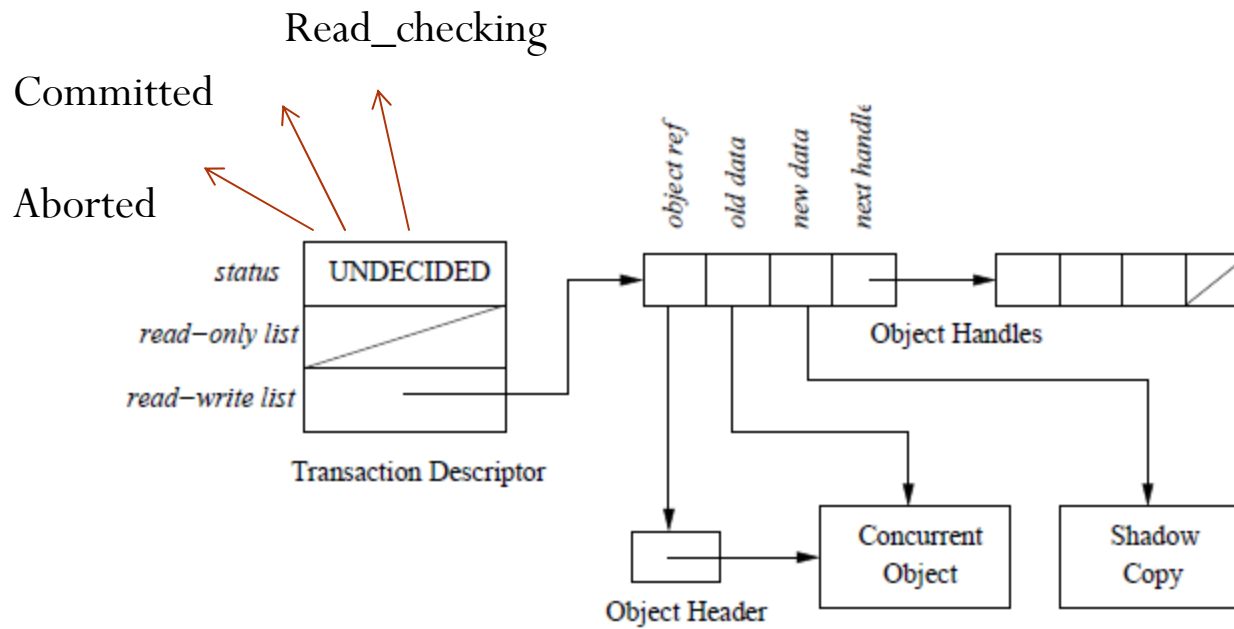 Read_checking
Committed
Aborted
object ref
old data
new data
next handle
status UNDECIDED
read−only list
read−write list
Object Handles
Transaction Descriptor
Concurrent
Object
Shadow
Copy
Object Header